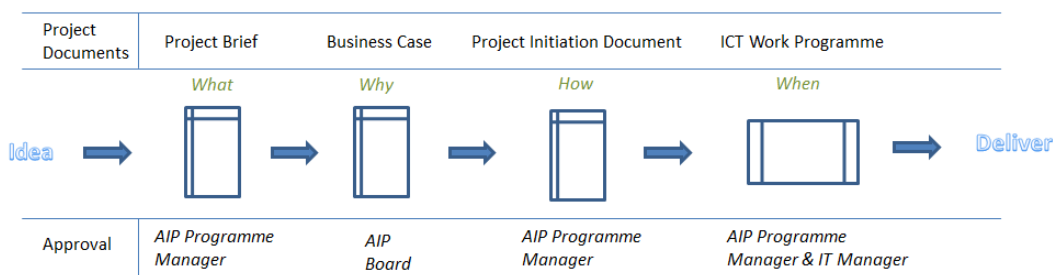 Project
Documents
Project Brief
Business Case
Project Initiation Document
ICT Work Programme
What
Why
How
When
Idea
Deliver
Approval
AIP Programme
Manager
AIP
Board
AIP Programme
Manager
AIP Programme
Manager & IT Manager